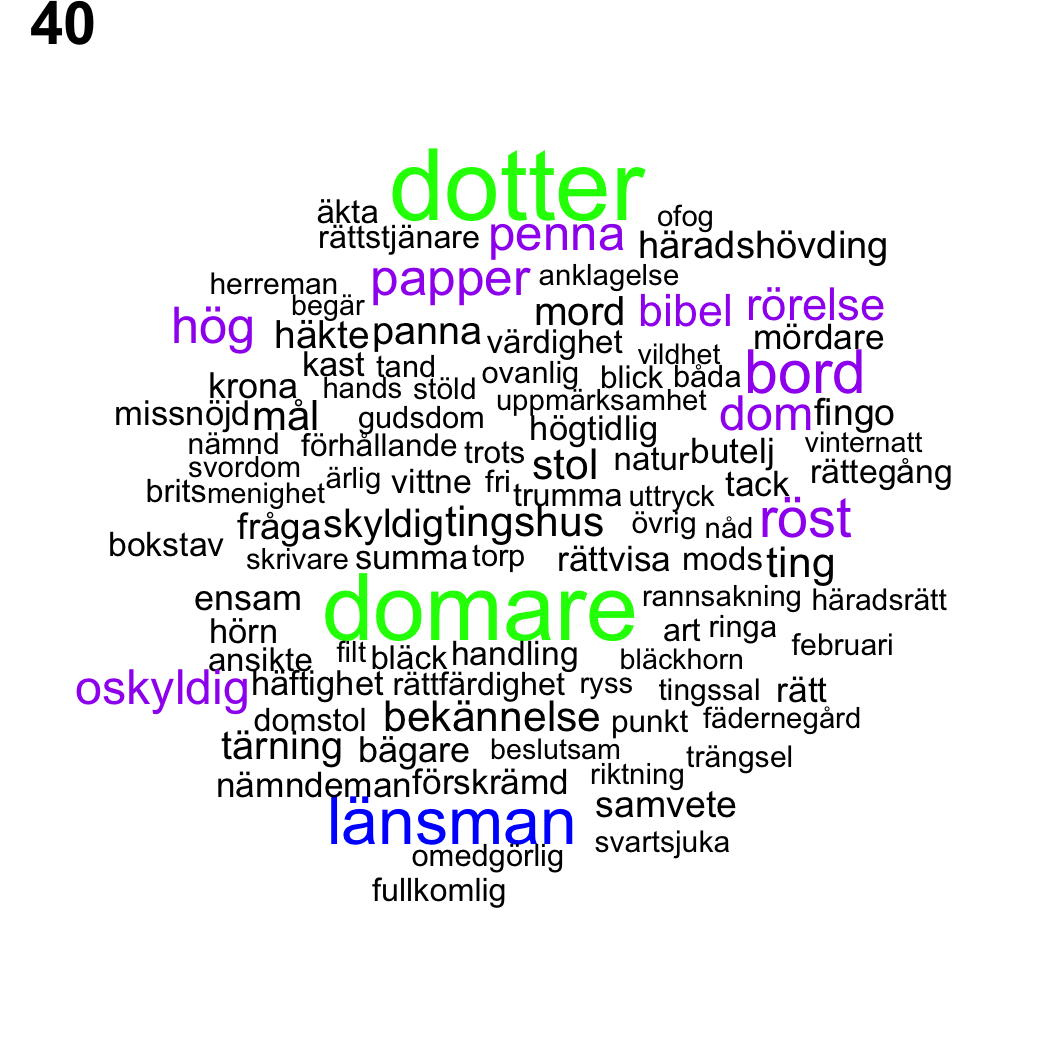 40
dotter
äkta ofog
rättstjänare penna häradshövding
herreman papper anklagelse
begär mord bibel rörelse
hög häkte panna värdighet mördare
kast tand ovanlig vildhet bord
krona hands stöld blick båda
missnöjd mål gudsdom uppmärksamhet dom fingo
nämnd förhållande trots högtidlig butelj vinternatt
svordom ärlig vittne fri stol natur rättegång
brits menighet trumma uttryck tack
bokstav fråga skyldig tingshus övrig nåd röst
skrivare summa torp rättvisa mods ting
ensam domare rannsakning häradsrätt
hörn art ringa februari
ansikte filt bläck handling bläckhorn
oskyldig häftighet rättfärdighet ryss tingssal rätt
domstol bekännelse punkt fädernegård
tärning bägare beslutsam trängsel
nämndeman förskrämd riktning
länsman samvete
omedgörlig svartsjuka
fullkomlig